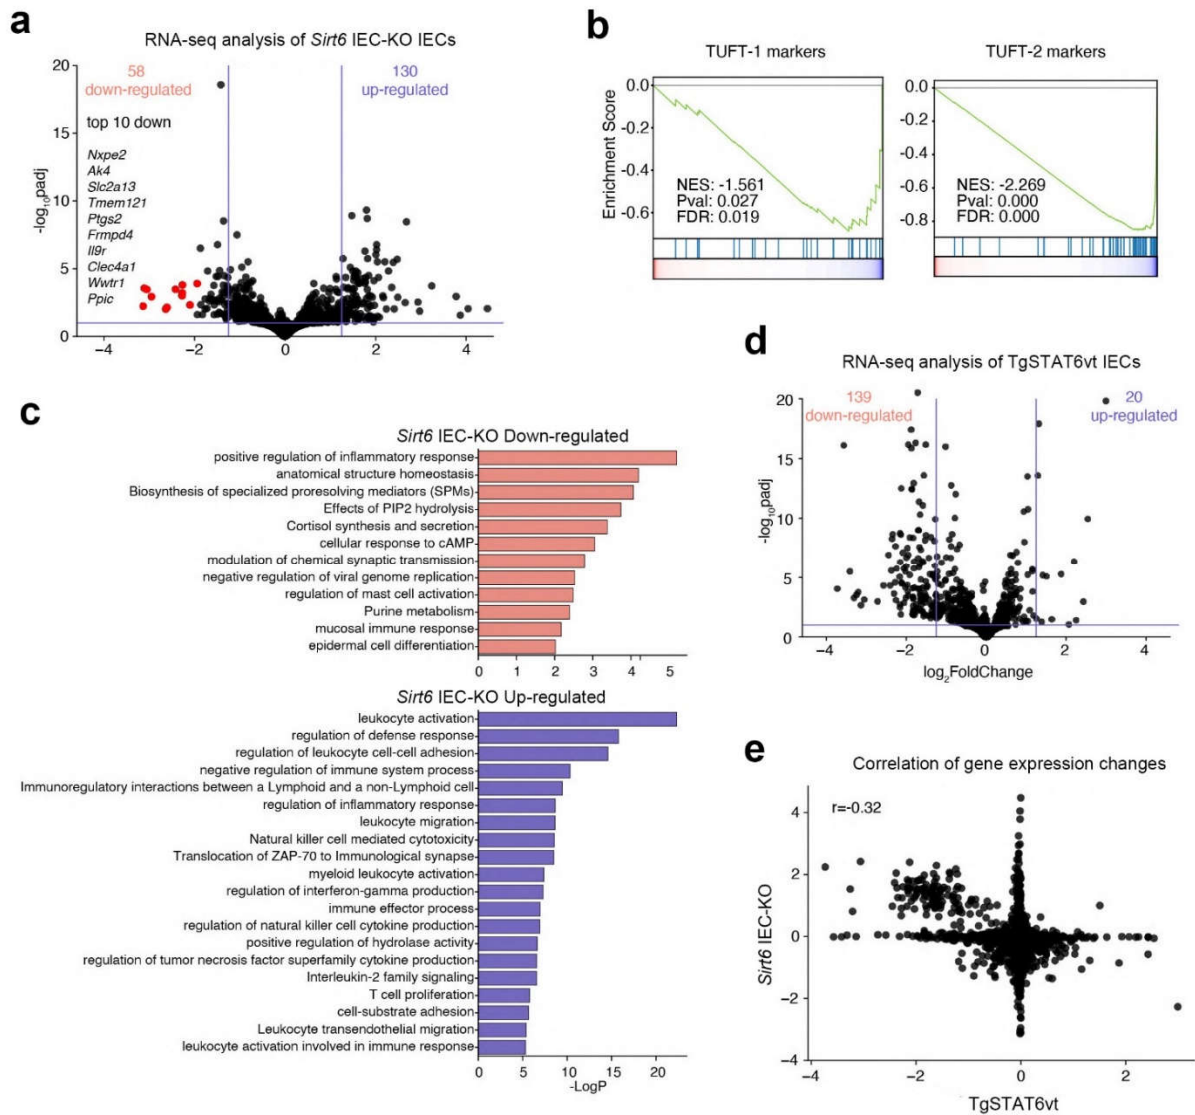 a
RNA-seq analysis of Sirt6 IEC-KO IECs
58
down-regulated
130
up-regulated
top 10 down
Nxpe2
Ak4
Slc2a13
Tmem121
Ptgs2
Frmpd4
Il9r
Clec4a1
Wwtr1
Ppic
-log10padj
20
15
10
5
0
−4
−2
0
2
4
b
TUFT-1 markers
Enrichment Score
0.0
-0.2
-0.4
-0.6
NES: -1.561
Pval: 0.027
FDR: 0.019
TUFT-2 markers
0.0
-0.2
-0.4
-0.6
-0.8
NES: -2.269
Pval: 0.000
FDR: 0.000
c
Sirt6 IEC-KO Down-regulated
positive regulation of inflammatory response
anatomical structure homeostasis
Biosynthesis of specialized proresolving mediators (SPMs)
Effects of PIP2 hydrolysis
Cortisol synthesis and secretion
cellular response to cAMP
modulation of chemical synaptic transmission
negative regulation of viral genome replication
regulation of mast cell activation
Purine metabolism
mucosal immune response
epidermal cell differentiation
0 1 2 3 4 5
Sirt6 IEC-KO Up-regulated
leukocyte activation
regulation of defense response
regulation of leukocyte cell-cell adhesion
negative regulation of immune system process
Immunoregulatory interactions between a Lymphoid and a non-Lymphoid cell
regulation of inflammatory response
leukocyte migration
Natural killer cell mediated cytotoxicity
Translocation of ZAP-70 to Immunological synapse
myeloid leukocyte activation
regulation of interferon-gamma production
immune effector process
regulation of natural killer cell cytokine production
positive regulation of hydrolase activity
regulation of tumor necrosis factor superfamily cytokine production
Interleukin-2 family signaling
T cell proliferation
cell-substrate adhesion
Leukocyte transendothelial migration
leukocyte activation involved in immune response
0 5 10 15 20
-LogP
d
RNA-seq analysis of TgSTAT6vt IECs
139
down-regulated
20
up-regulated
-log10padj
20
15
10
5
0
−4
−2
0
2
4
log2FoldChange
e
Correlation of gene expression changes
r=-0.32
Sirt6 IEC-KO
4
2
0
−2
−4
−4
−2
0
2
TgSTAT6vt